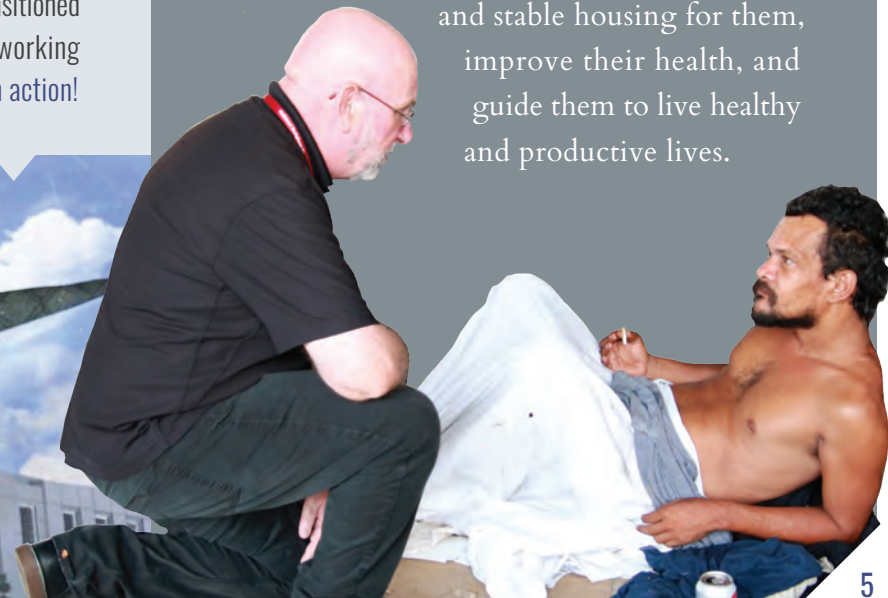 sitioned
working
action!
and stable housing for them,
improve their health, and
guide them to live healthy
and productive lives.
5